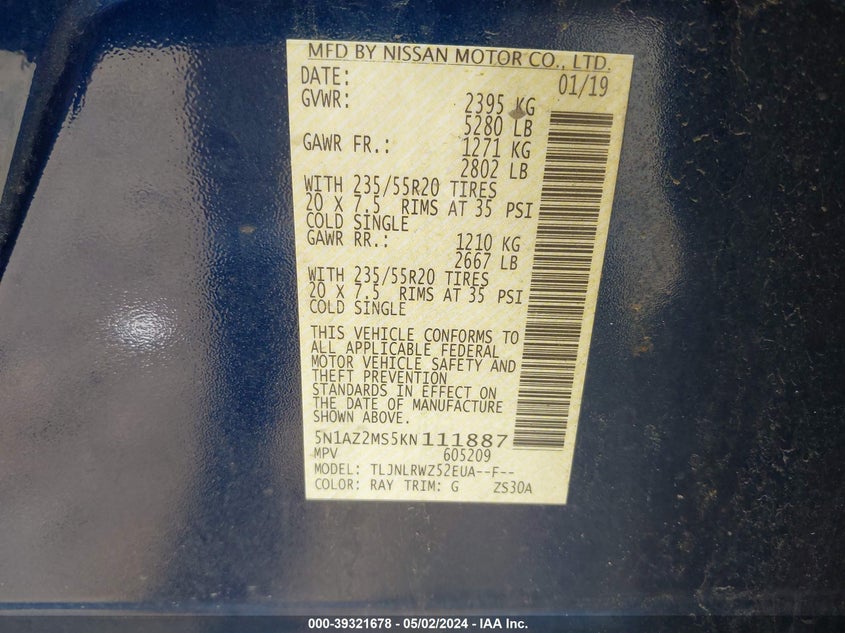 MFD BY NISSAN MOTOR CO., LTD.
DATE: 01/19
GVWR: 2395 KG
5280 LB
GAWR FR.: 1271 KG
2802 LB
WITH 235/55R20 TIRES
20 X 7.5 RIMS AT 35 PSI
COLD SINGLE
GAWR RR.: 1210 KG
2667 LB
WITH 235/55R20 TIRES
20 X 7.5 RIMS AT 35 PSI
COLD SINGLE
THIS VEHICLE CONFORMS TO
ALL APPLICABLE FEDERAL
MOTOR VEHICLE SAFETY AND
THEFT PREVENTION
STANDARDS IN EFFECT ON
THE DATE OF MANUFACTURE
SHOWN ABOVE.
5N1AZ2MS5KN111887
MPV 605209
MODEL: TLJNLRWZ52EUA--F--
COLOR: RAY TRIM: G ZS30A
000-39321678 - 05/02/2024 - IAA Inc.